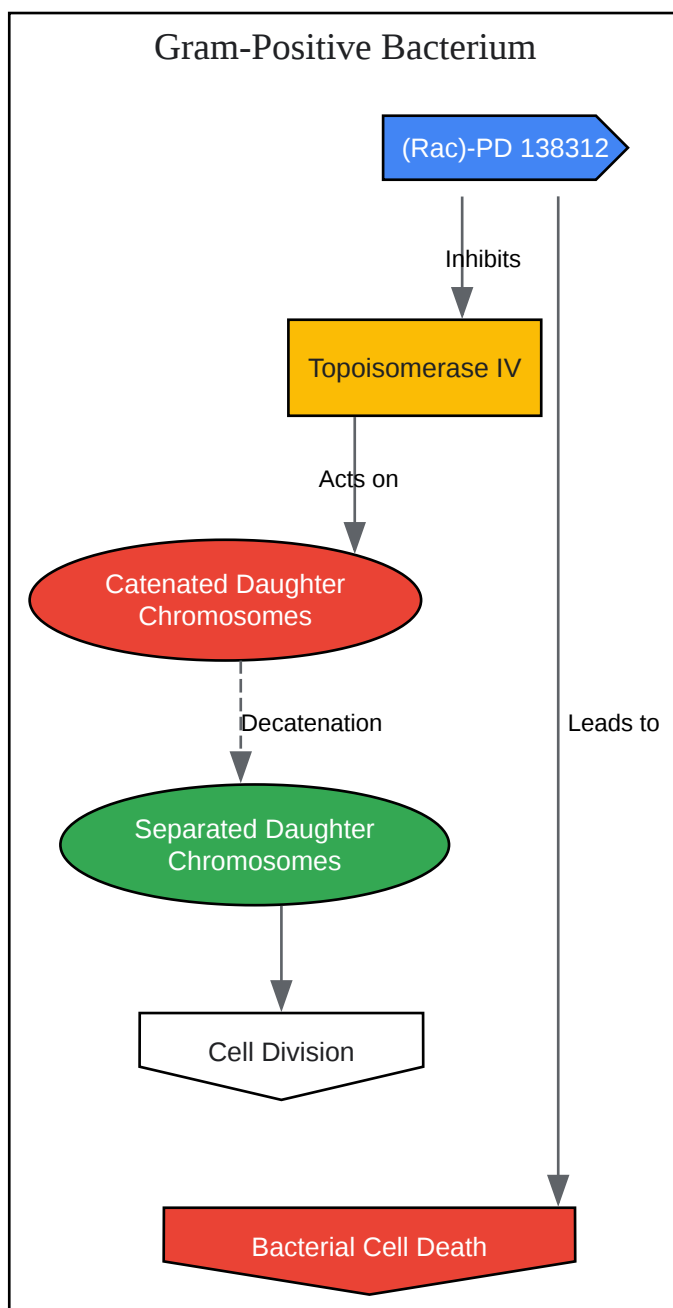 Gram-Positive Bacterium
(Rac)-PD 138312
Inhibits
Topoisomerase IV
Acts on
Catenated Daughter
Chromosomes
Decatenation
Leads to
Separated Daughter
Chromosomes
Cell Division
Bacterial Cell Death